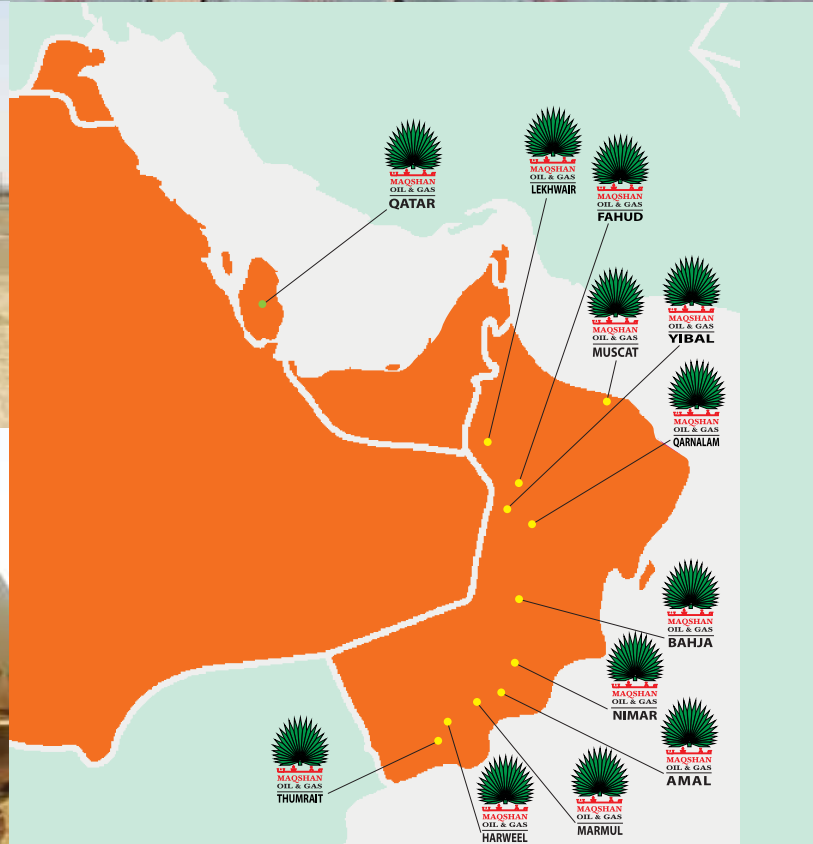 MAQSHAN
OIL & GAS
QATAR
MAQSHAN
OIL & GAS
LEKHWAIR
MAQSHAN
OIL & GAS
FAHUD
MAQSHAN
OIL & GAS
MUSCAT
MAQSHAN
OIL & GAS
YIBAL
MAQSHAN
OIL & GAS
QARNALAM
MAQSHAN
OIL & GAS
BAHJA
MAQSHAN
OIL & GAS
NIMAR
MAQSHAN
OIL & GAS
AMAL
MAQSHAN
OIL & GAS
THUMRAIT
MAQSHAN
OIL & GAS
HARWEEL
MAQSHAN
OIL & GAS
MARMUL